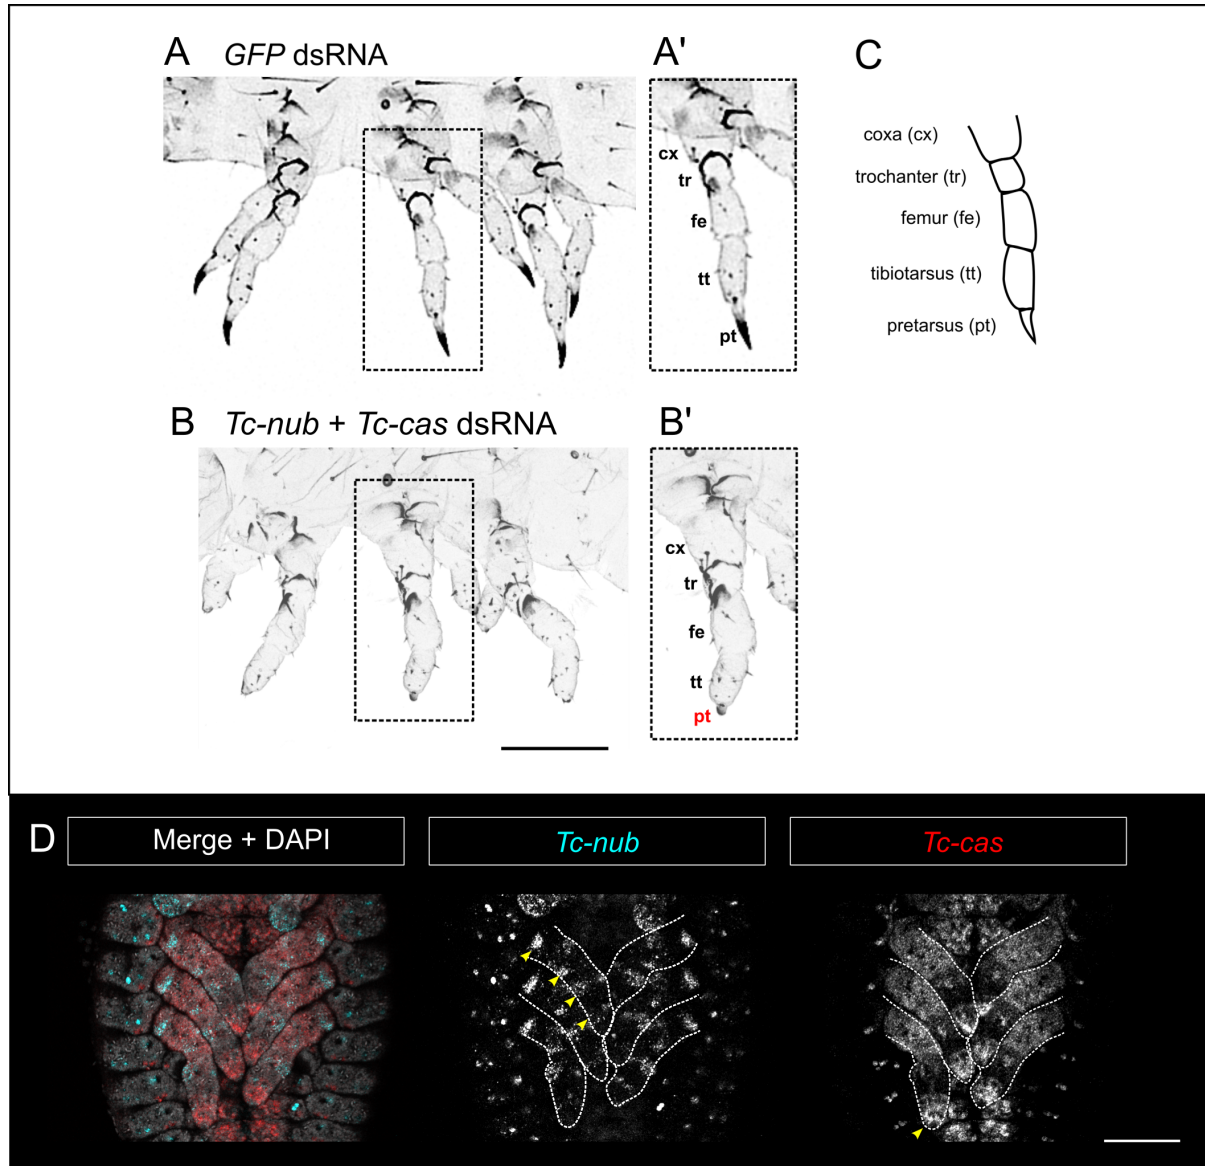 A GFP dsRNA
A'
C
cx
tr
fe
tt
pt
coxa (cx)
trochanter (tr)
femur (fe)
tibiotarsus (tt)
pretarsus (pt)
B Tc-nub + Tc-cas dsRNA
B'
cx
tr
fe
tt
pt
D Merge + DAPI
Tc-nub
Tc-cas